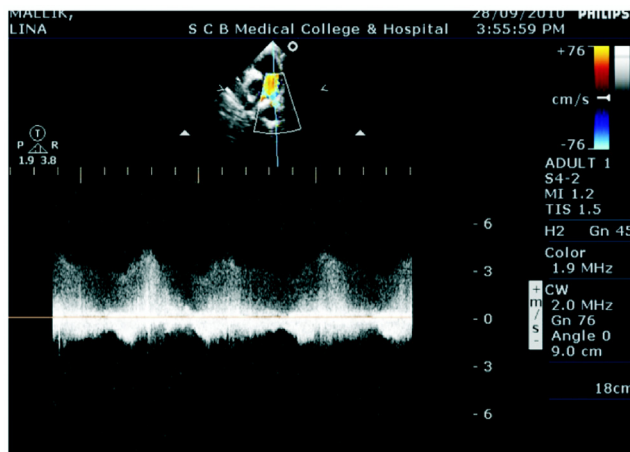 MALLIK,
LINA
S C B Medical College & Hospital
28/09/2010
3:55:59 PM
PHILIPS
+76
cm/s
-76
T
P R
1.9 3.8
ADULT 1
S4-2
MI 1.2
TIS 1.5
H2 Gn 45
Color
1.9 MHz
CW
2.0 MHz
Gn 76
Angle 0
9.0 cm
18cm
- 6
- 3
- 0
- 3
- 6
+
m
/
s
-